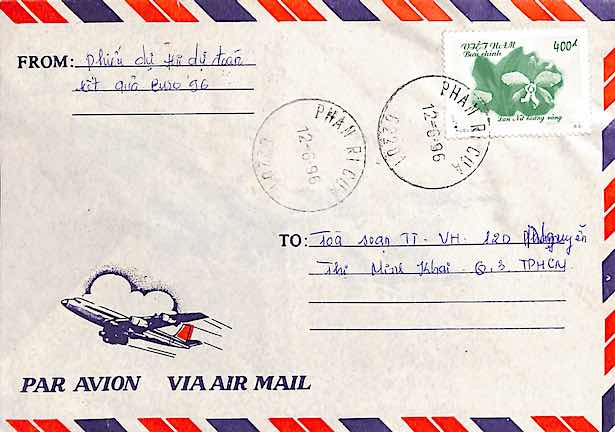 FROM: Phiếu dự thi dự đoán
kết quả Euro 96
VIỆT NAM
Bưu chính
400đ
Lan Nữ hoàng vàng
PHAN RI CUA
12-6-96
PHAN RI CUA
12-6-96
TO: Toà soạn TT - VH - 120 Nguyễn
Thị Minh Khai - Q.3 TPHCM
PAR AVION VIA AIR MAIL